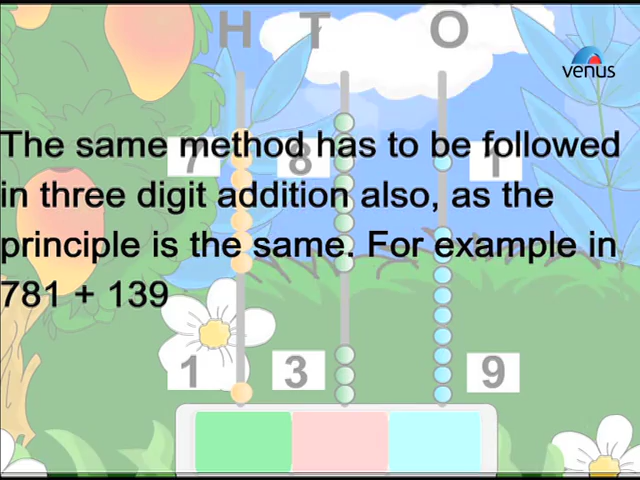 H T O
venus
The same method has to be followed
in three digit addition also, as the
principle is the same. For example in
781 + 139
7 8 1
1 3 9